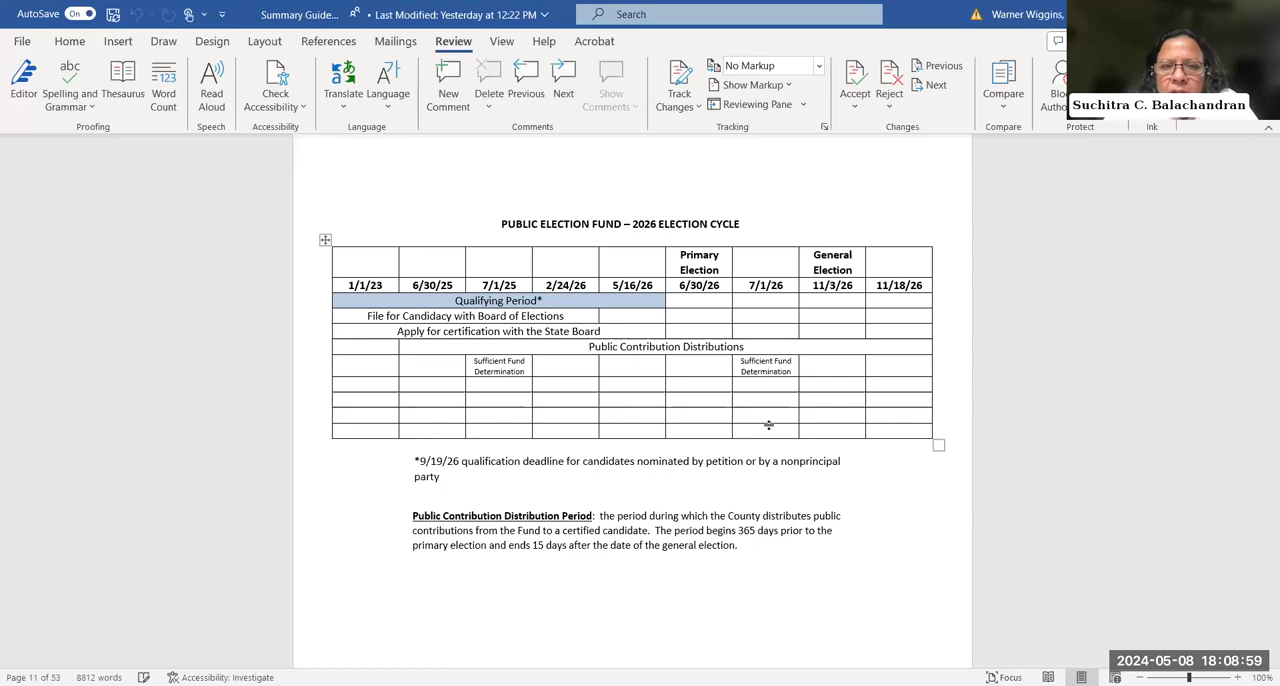 AutoSave On Summary Guide... • Last Modified: Yesterday at 12:22 PM Search Warner Wiggins,
File Home Insert Draw Design Layout References Mailings Review View Help Acrobat
Editor
Spelling and Grammar
Thesaurus
Word Count
Read Aloud
Check Accessibility
Translate
Language
New Comment
Delete
Previous
Next
Show Comments
Track Changes
No Markup
Show Markup
Reviewing Pane
Accept
Reject
Previous
Next
Compare
Suchitra C. Balachandran
Proofing Speech Accessibility Language Comments Tracking Changes Compare Protect Ink
PUBLIC ELECTION FUND – 2026 ELECTION CYCLE
Primary Election General Election
1/1/23 6/30/25 7/1/25 2/24/26 5/16/26 6/30/26 7/1/26 11/3/26 11/18/26
Qualifying Period*
File for Candidacy with Board of Elections
Apply for certification with the State Board
Public Contribution Distributions
Sufficient Fund Determination Sufficient Fund Determination
*9/19/26 qualification deadline for candidates nominated by petition or by a nonprincipal
party
Public Contribution Distribution Period: the period during which the County distributes public
contributions from the Fund to a certified candidate. The period begins 365 days prior to the
primary election and ends 15 days after the date of the general election.
2024-05-08 18:08:59
Page 11 of 53 8812 words Accessibility: Investigate Focus 100%